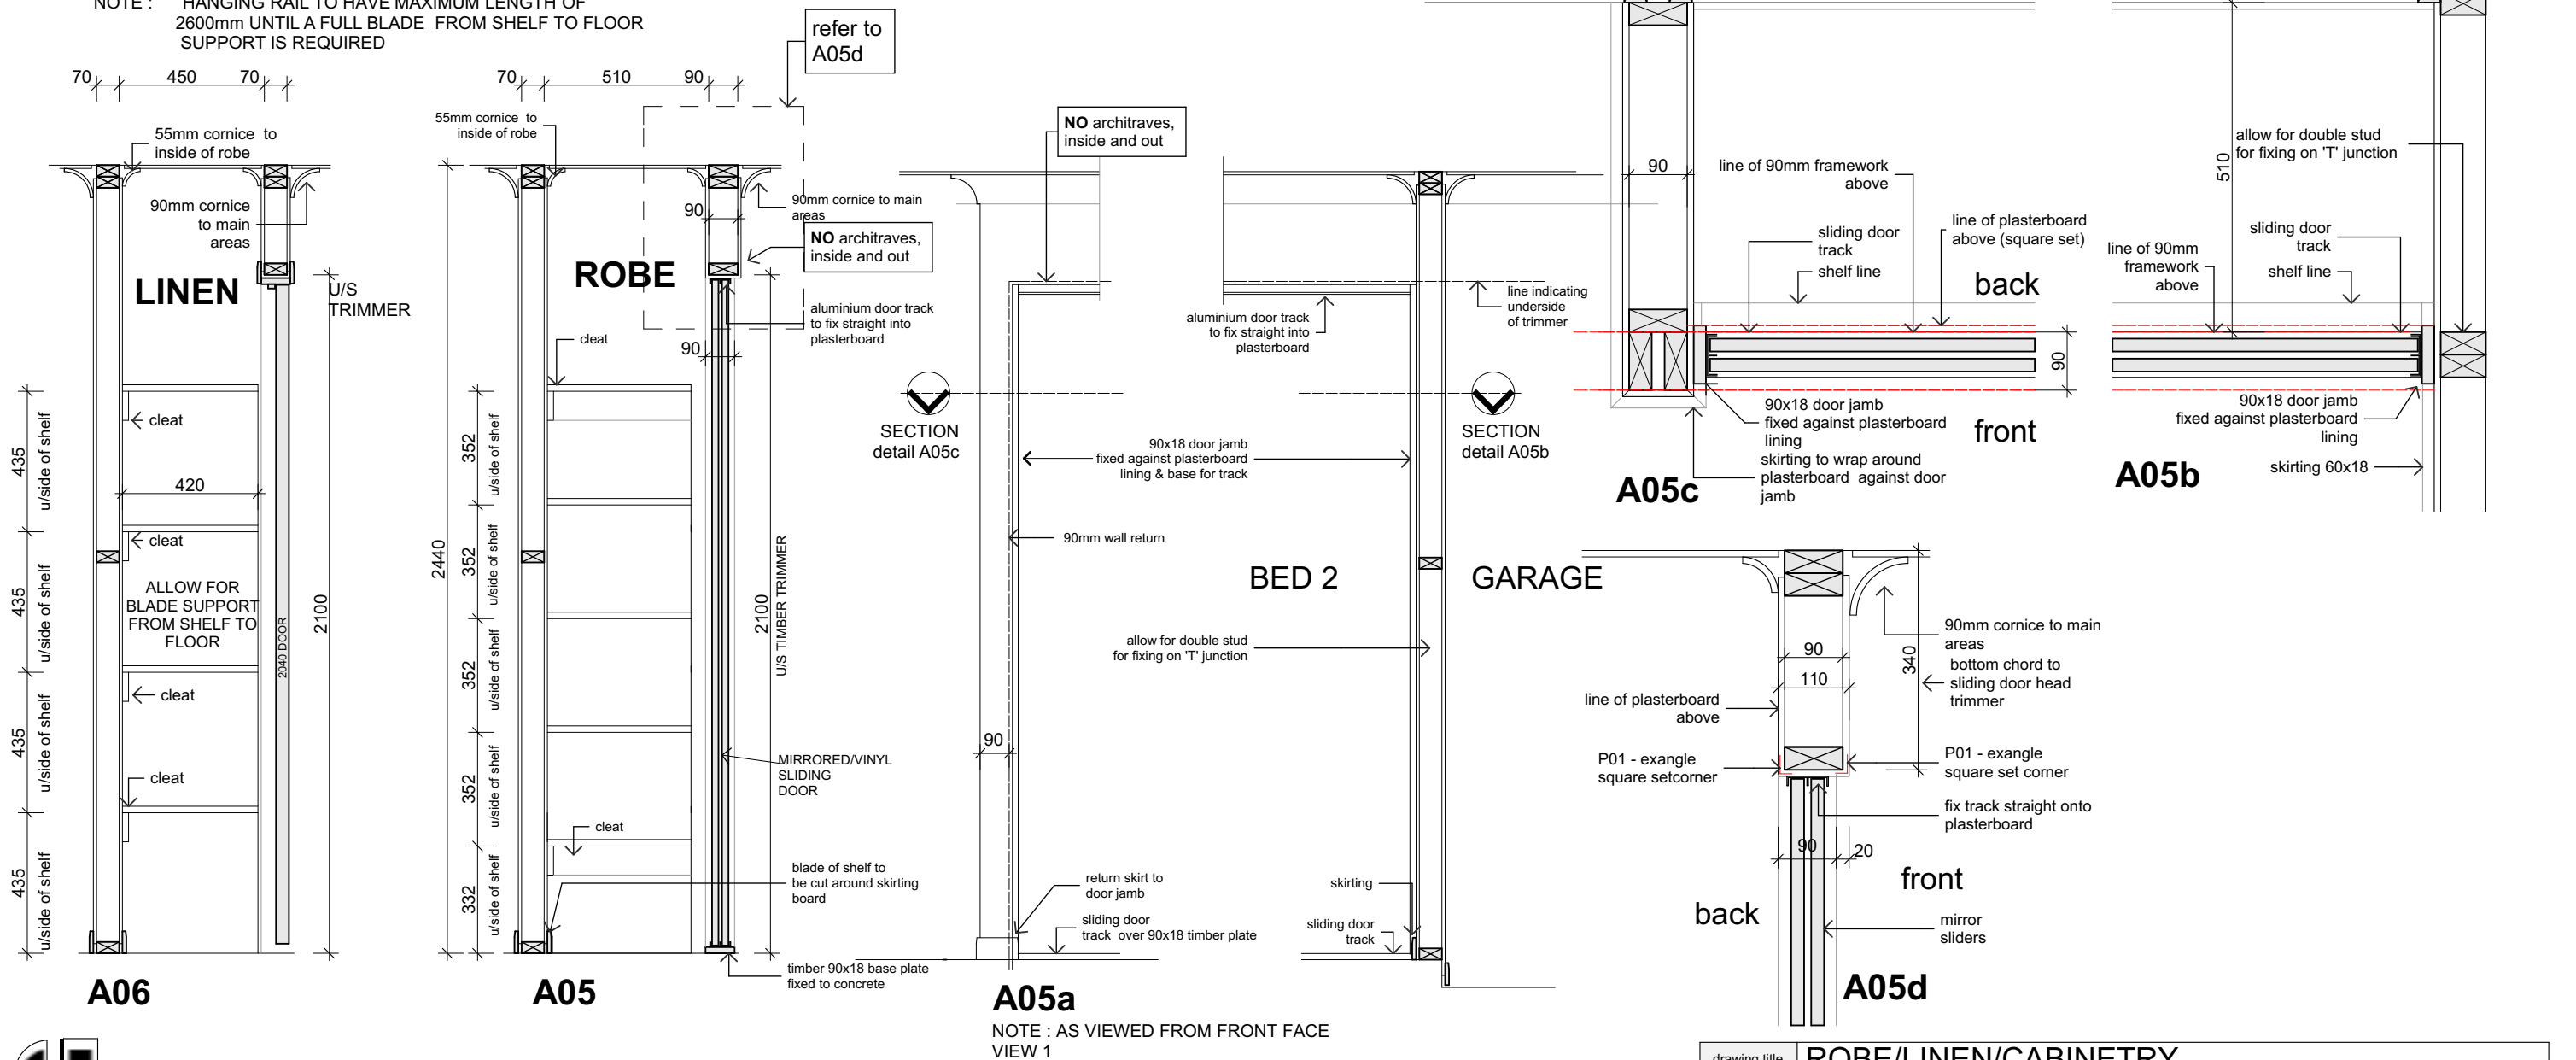 NOTE : HANGING RAIL TO HAVE MAXIMUM LENGTH OF
2600mm UNTIL A FULL BLADE FROM SHELF TO FLOOR
SUPPORT IS REQUIRED
70 450 70
55mm cornice to
inside of robe
90mm cornice
to main
areas
LINEN
U/S
TRIMMER
cleat
420
cleat
ALLOW FOR
BLADE SUPPORT
FROM SHELF TO
FLOOR
cleat
cleat
2040 DOOR
2100
435
u/side of shelf
435
u/side of shelf
435
u/side of shelf
435
u/side of shelf
A06
70 510 90
refer to
A05d
55mm cornice to
inside of robe
90mm cornice to main
areas
90
NO architraves,
inside and out
ROBE
aluminium door track
to fix straight into
plasterboard
cleat
90
2440
352
u/side of shelf
352
u/side of shelf
352
u/side of shelf
352
u/side of shelf
332
u/side of shelf
2100
U/S TIMBER TRIMMER
MIRRORED/VINYL
SLIDING
DOOR
cleat
blade of shelf to
be cut around skirting
board
timber 90x18 base plate
fixed to concrete
A05
NO architraves,
inside and out
line indicating
underside
of trimmer
aluminium door track
to fix straight into
plasterboard
SECTION
detail A05c
SECTION
detail A05b
90x18 door jamb
fixed against plasterboard
lining & base for track
90mm wall return
BED 2
GARAGE
allow for double stud
for fixing on 'T' junction
90
return skirt to
door jamb
sliding door
track over 90x18 timber plate
skirting
sliding door
track
A05a
NOTE : AS VIEWED FROM FRONT FACE
VIEW 1
90
line of 90mm framework
above
sliding door
track
shelf line
line of plasterboard
above (square set)
back
90
90x18 door jamb
fixed against plasterboard
lining
front
skirting to wrap around
plasterboard against door
jamb
A05c
510
allow for double stud
for fixing on 'T' junction
line of 90mm
framework
above
sliding door
track
shelf line
90x18 door jamb
fixed against plasterboard
lining
skirting 60x18
A05b
90mm cornice to main
areas
90
110
340
bottom chord to
sliding door head
trimmer
line of plasterboard
above
P01 - exangle
square setcorner
P01 - exangle
square set corner
fix track straight onto
plasterboard
90
20
front
back
mirror
sliders
A05d
drawing title
ROBE/LINEN/CABINETRY